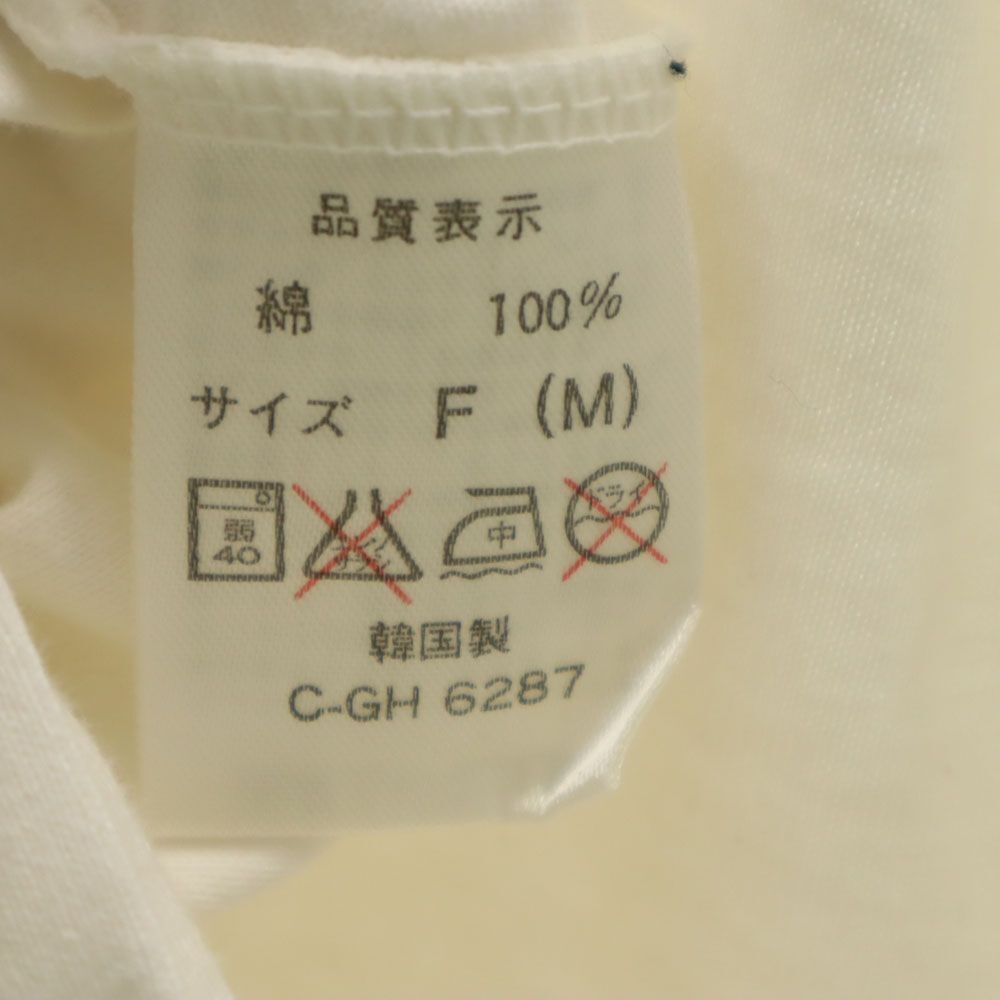 品質表示
綿 100%
サイズ F (M)
弱 40 中 ドライ
韓国製
C-GH 6287